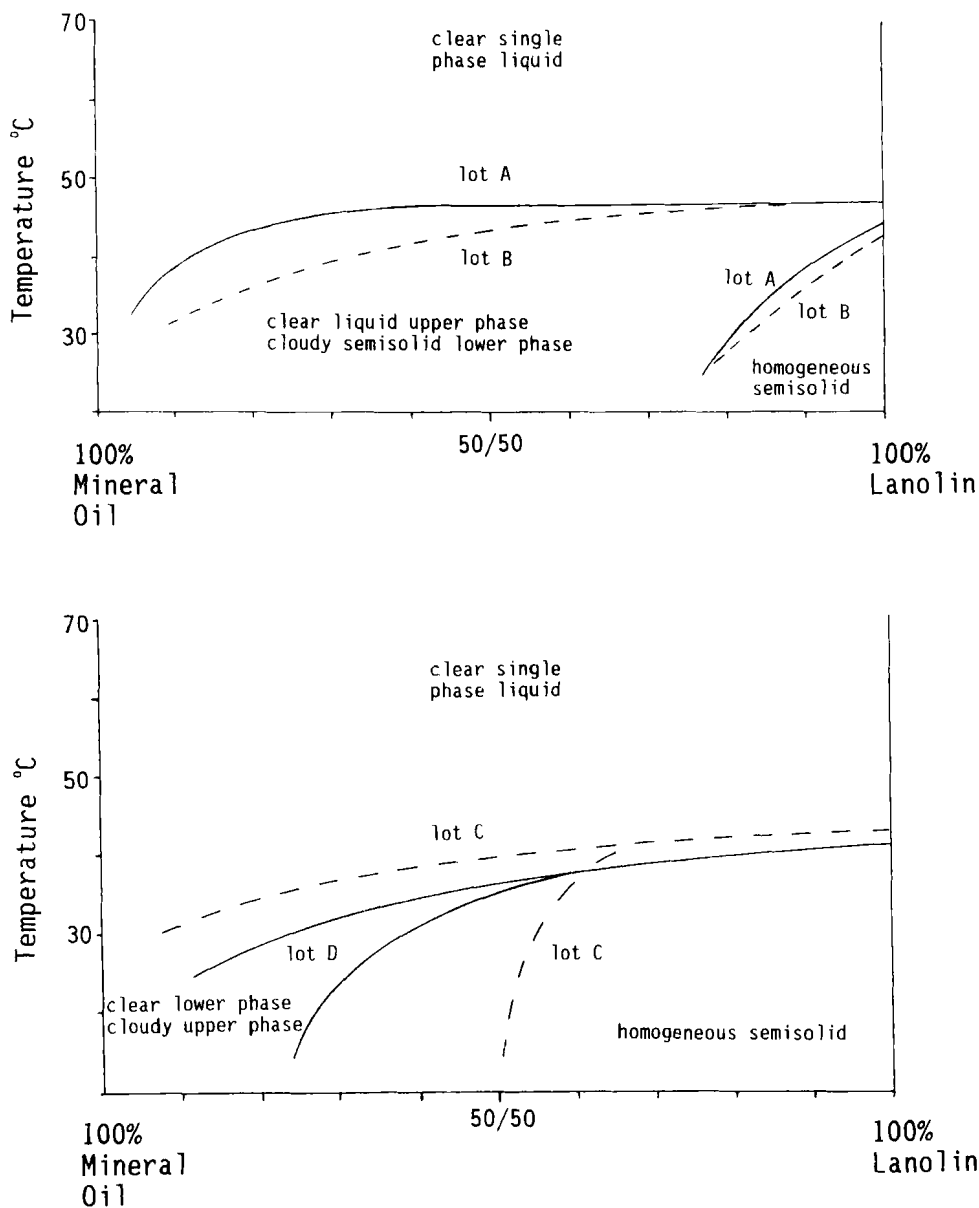 70
clear single
phase liquid
Temperature °C
50
lot A
lot B
lot A
lot B
30
clear liquid upper phase
cloudy semisolid lower phase
homogeneous
semisolid
50/50
100%
Mineral
Oil
100%
Lanolin
70
clear single
phase liquid
Temperature °C
50
lot C
30
lot D
lot C
clear lower phase
cloudy upper phase
homogeneous semisolid
50/50
100%
Mineral
Oil
100%
Lanolin